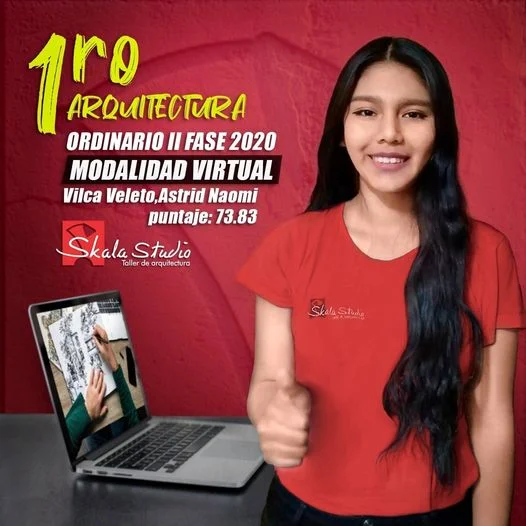 1ro
ARQUITECTURA
ORDINARIO II FASE 2020
MODALIDAD VIRTUAL
Vilca Veleto,Astrid Naomi
puntaje: 73.83
Skala Studio
Taller de arquitectura
Skala Studio